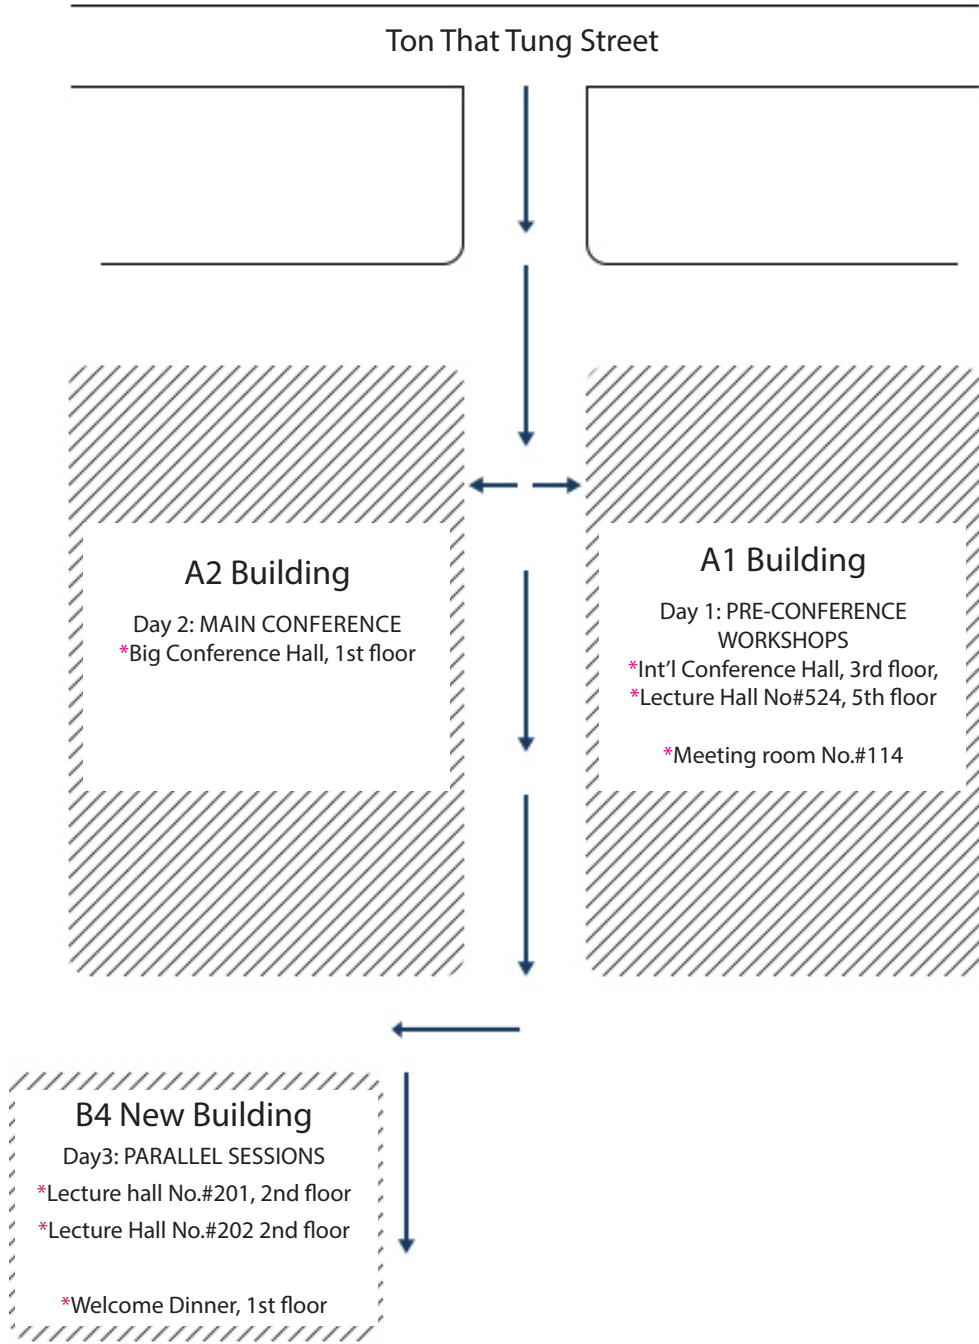 Ton That Tung Street
A2 Building
Day 2: MAIN CONFERENCE
*Big Conference Hall, 1st floor
A1 Building
Day 1: PRE-CONFERENCE
WORKSHOPS
*Int'l Conference Hall, 3rd floor,
*Lecture Hall No#524, 5th floor
*Meeting room No.#114
B4 New Building
Day3: PARALLEL SESSIONS
*Lecture hall No.#201, 2nd floor
*Lecture Hall No.#202 2nd floor
*Welcome Dinner, 1st floor